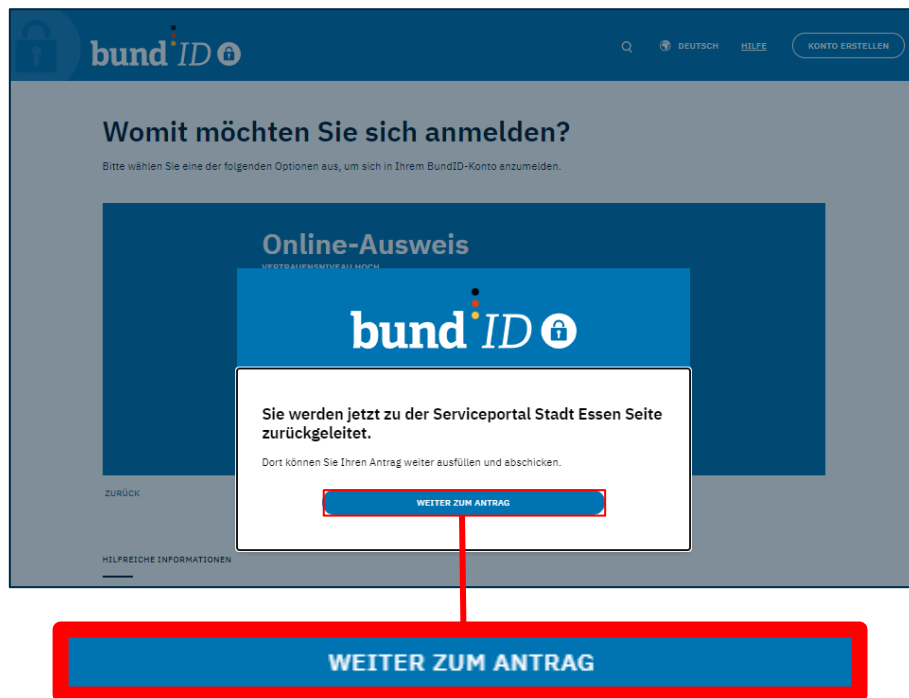 bund ID
DEUTSCH
HILFE
KONTO ERSTELLEN
Womit möchten Sie sich anmelden?
Bitte wählen Sie eine der folgenden Optionen aus, um sich in Ihrem BundID-Konto anzumelden.
Online-Ausweis
VERTRAUENSNIVEAU HOCH
bund ID
Sie werden jetzt zu der Serviceportal Stadt Essen Seite
zurückgeleitet.
Dort können Sie Ihren Antrag weiter ausfüllen und abschicken.
WEITER ZUM ANTRAG
ZURÜCK
HILFREICHE INFORMATIONEN
WEITER ZUM ANTRAG